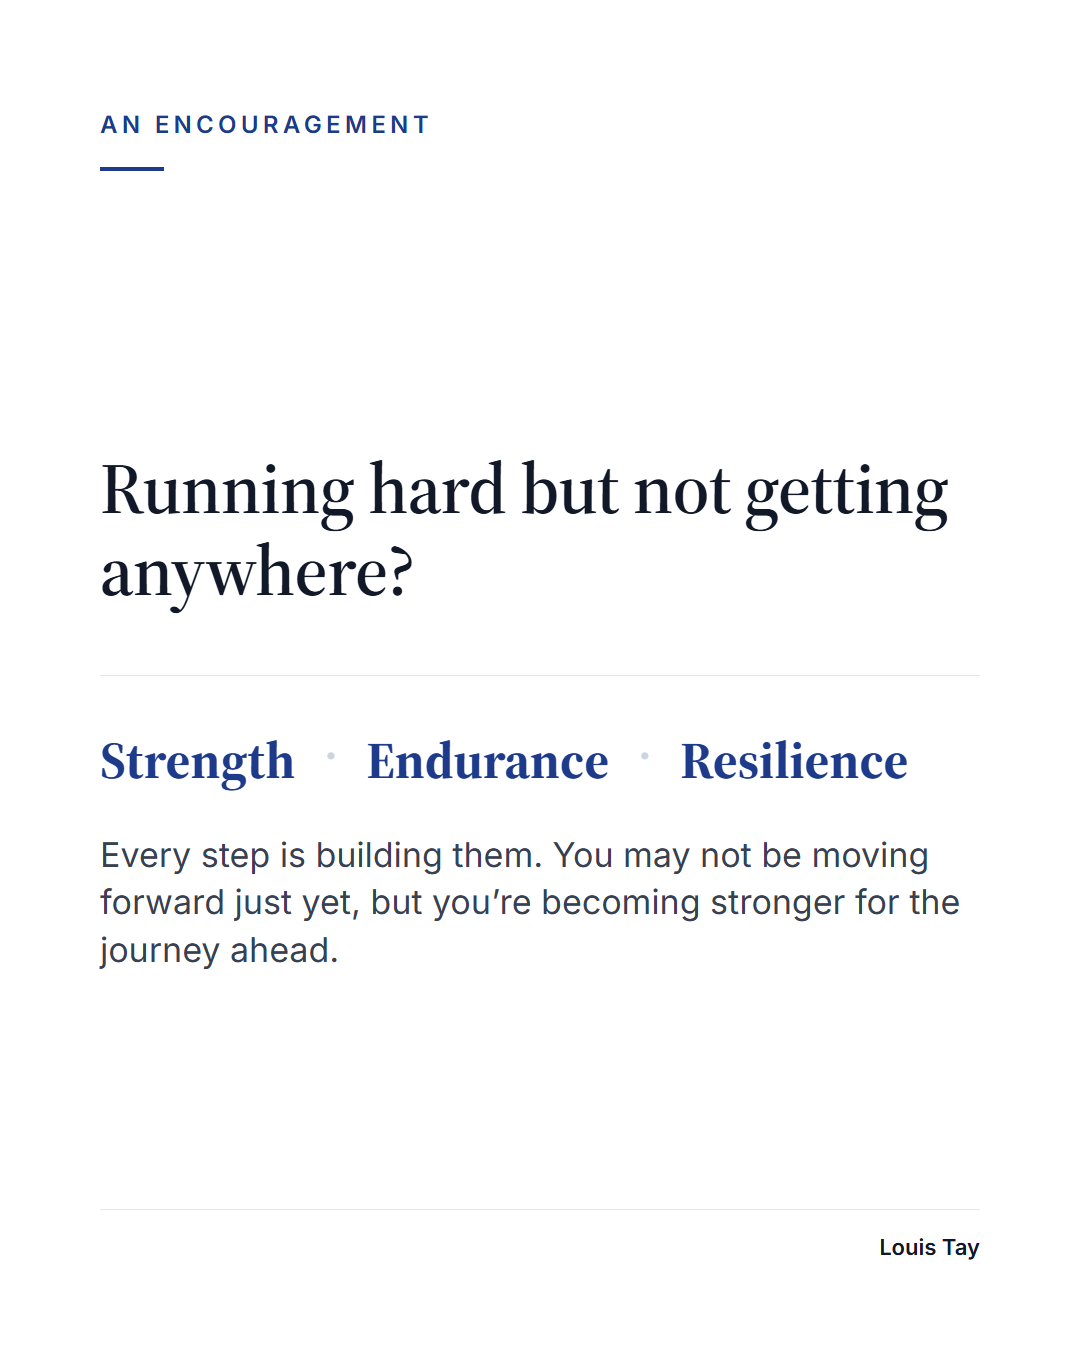 AN ENCOURAGEMENT
Running hard but not getting
anywhere?
Strength · Endurance · Resilience
Every step is building them. You may not be moving
forward just yet, but you’re becoming stronger for the
journey ahead.
Louis Tay